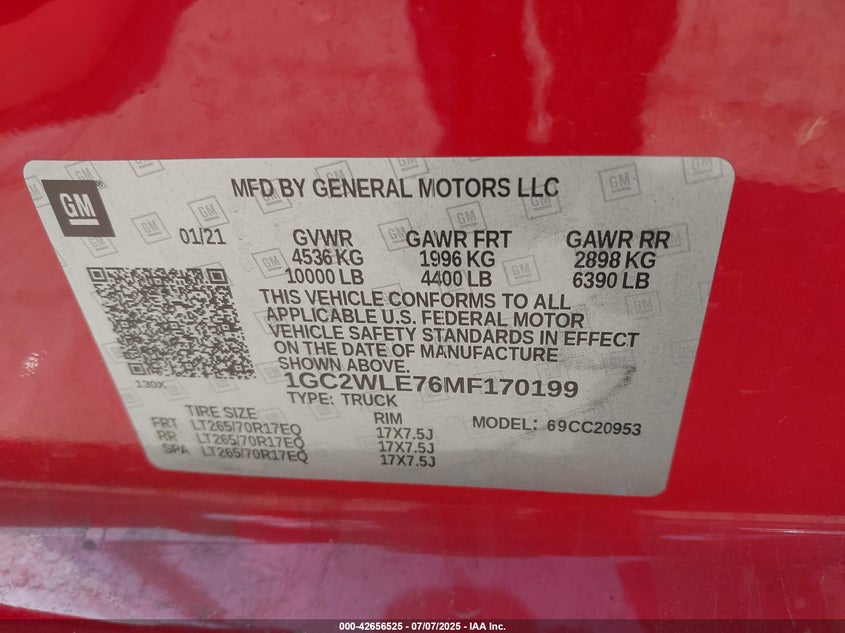 GM
MFD BY GENERAL MOTORS LLC
01/21 GVWR GAWR FRT GAWR RR
4536 KG 1996 KG 2898 KG
10000 LB 4400 LB 6390 LB
THIS VEHICLE CONFORMS TO ALL
APPLICABLE U.S. FEDERAL MOTOR
VEHICLE SAFETY STANDARDS IN EFFECT
ON THE DATE OF MANUFACTURE
SHOWN ABOVE.
130X 1GC2WLE76MF170199
TYPE: TRUCK
TIRE SIZE RIM MODEL: 69CC20953
FRT LT265/70R17EQ 17X7.5J
RR LT265/70R17EQ 17X7.5J
SPA LT265/70R17EQ 17X7.5J
000-42656525 - 07/07/2025 - IAA Inc.